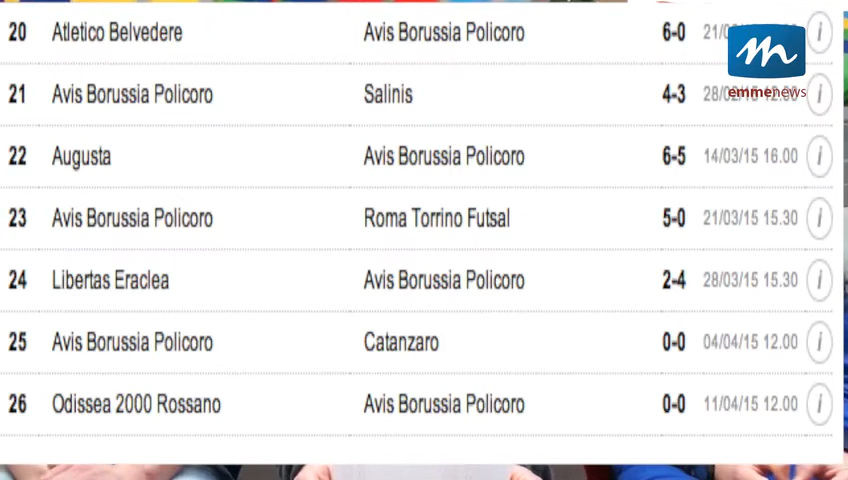 20 Atletico Belvedere Avis Borussia Policoro 6-0
21 Avis Borussia Policoro Salinis 4-3 28/02/15
emmenews
22 Augusta Avis Borussia Policoro 6-5 14/03/15 16.00
23 Avis Borussia Policoro Roma Torrino Futsal 5-0 21/03/15 15.30
24 Libertas Eraclea Avis Borussia Policoro 2-4 28/03/15 15.30
25 Avis Borussia Policoro Catanzaro 0-0 04/04/15 12.00
26 Odissea 2000 Rossano Avis Borussia Policoro 0-0 11/04/15 12.00